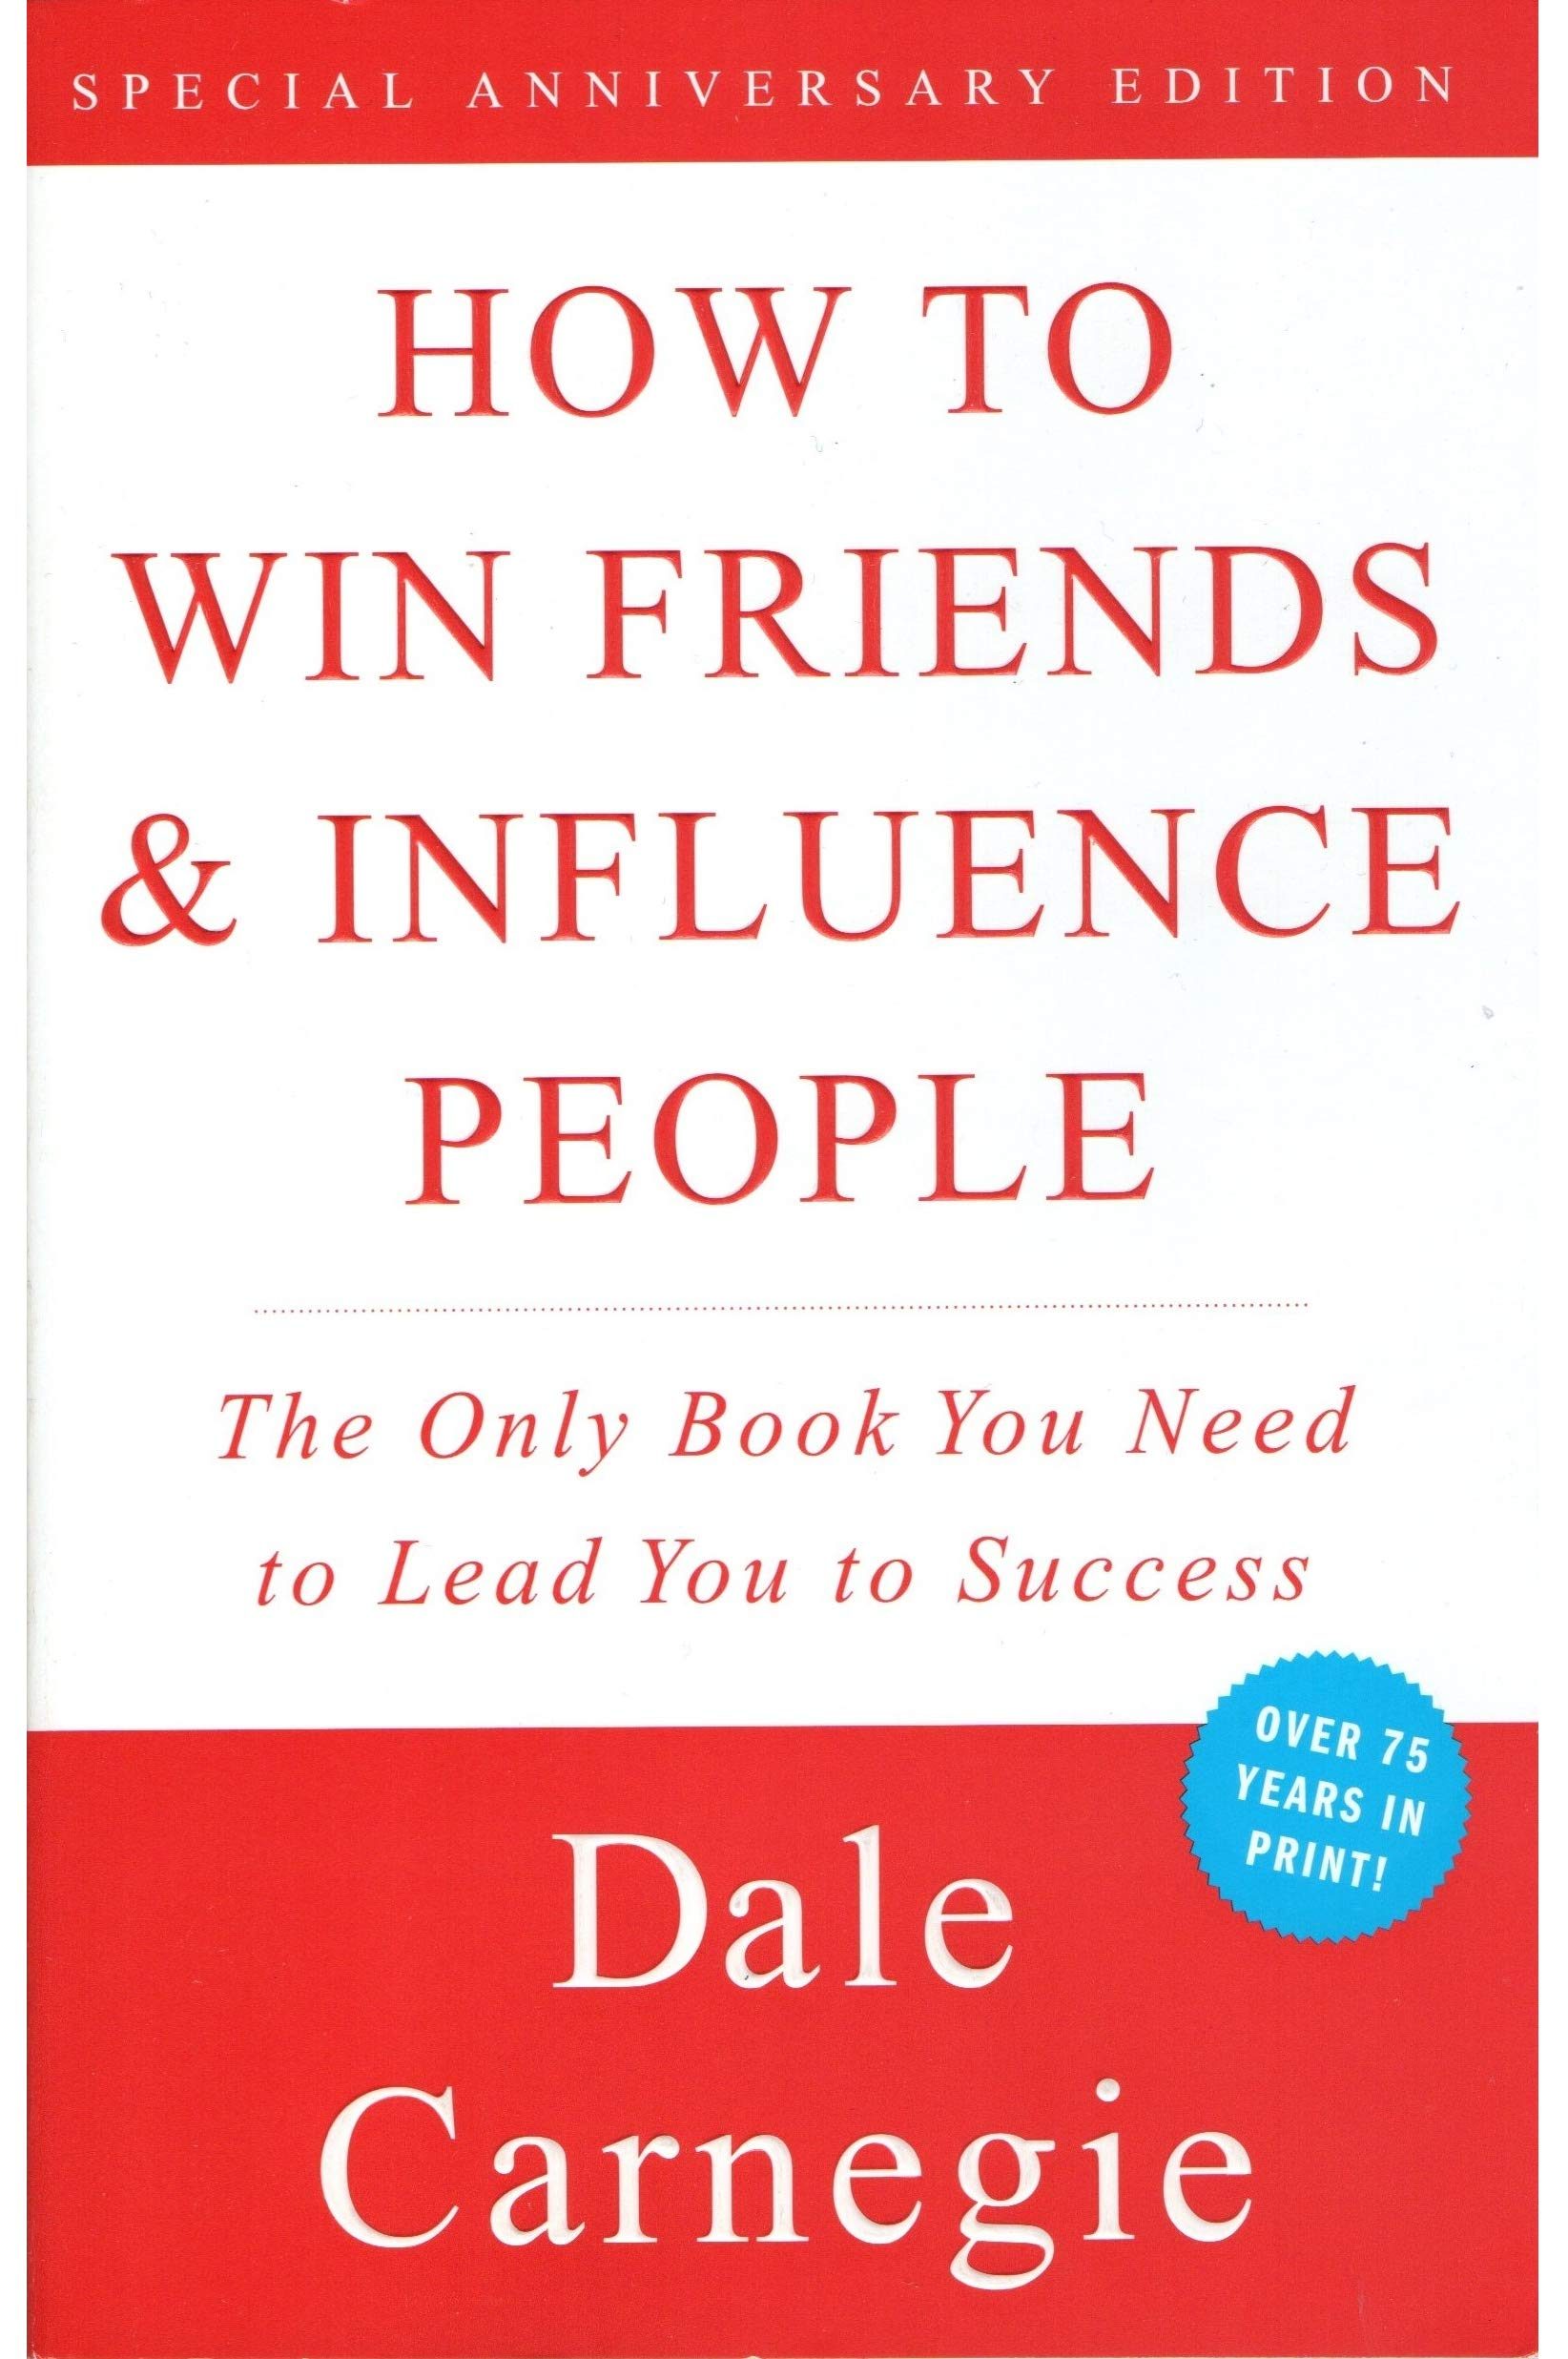 SPECIAL ANNIVERSARY EDITION
HOW TO
WIN FRIENDS
& INFLUENCE
PEOPLE
The Only Book You Need
to Lead You to Success
OVER 75
YEARS IN
PRINT!
Dale
Carnegie